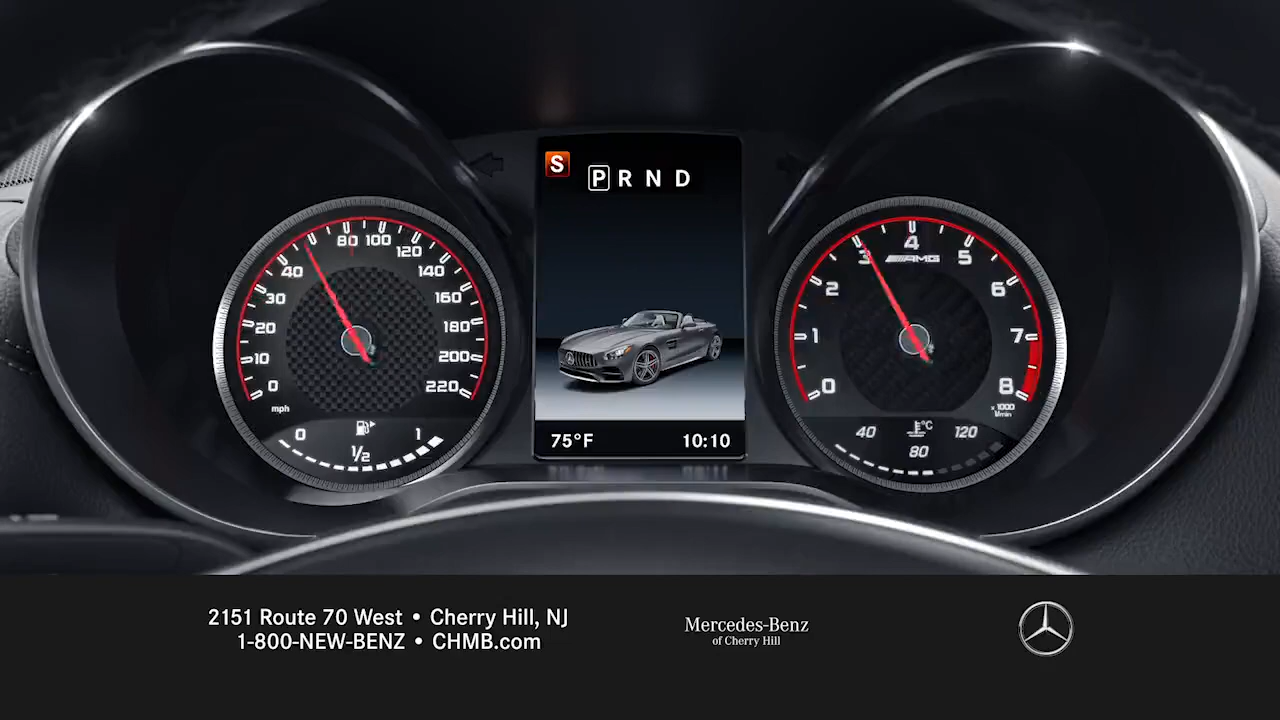 S
P R N D
80 100
120
40
140
30
160
20
180
10
200
0
220
mph
0
1
1/2
75°F
10:10
4
3
AMG
5
2
6
1
7
0
8
x1000
1/min
40
°C
120
80
2151 Route 70 West • Cherry Hill, NJ
1-800-NEW-BENZ • CHMB.com
Mercedes-Benz
of Cherry Hill